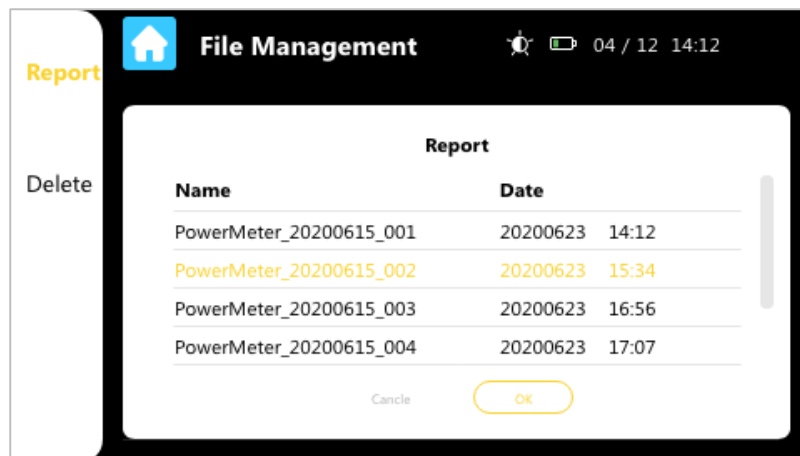 File Management 04 / 12 14:12
Report
Delete
Report
Name Date
PowerMeter_20200615_001 20200623 14:12
PowerMeter_20200615_002 20200623 15:34
PowerMeter_20200615_003 20200623 16:56
PowerMeter_20200615_004 20200623 17:07
Cancle OK